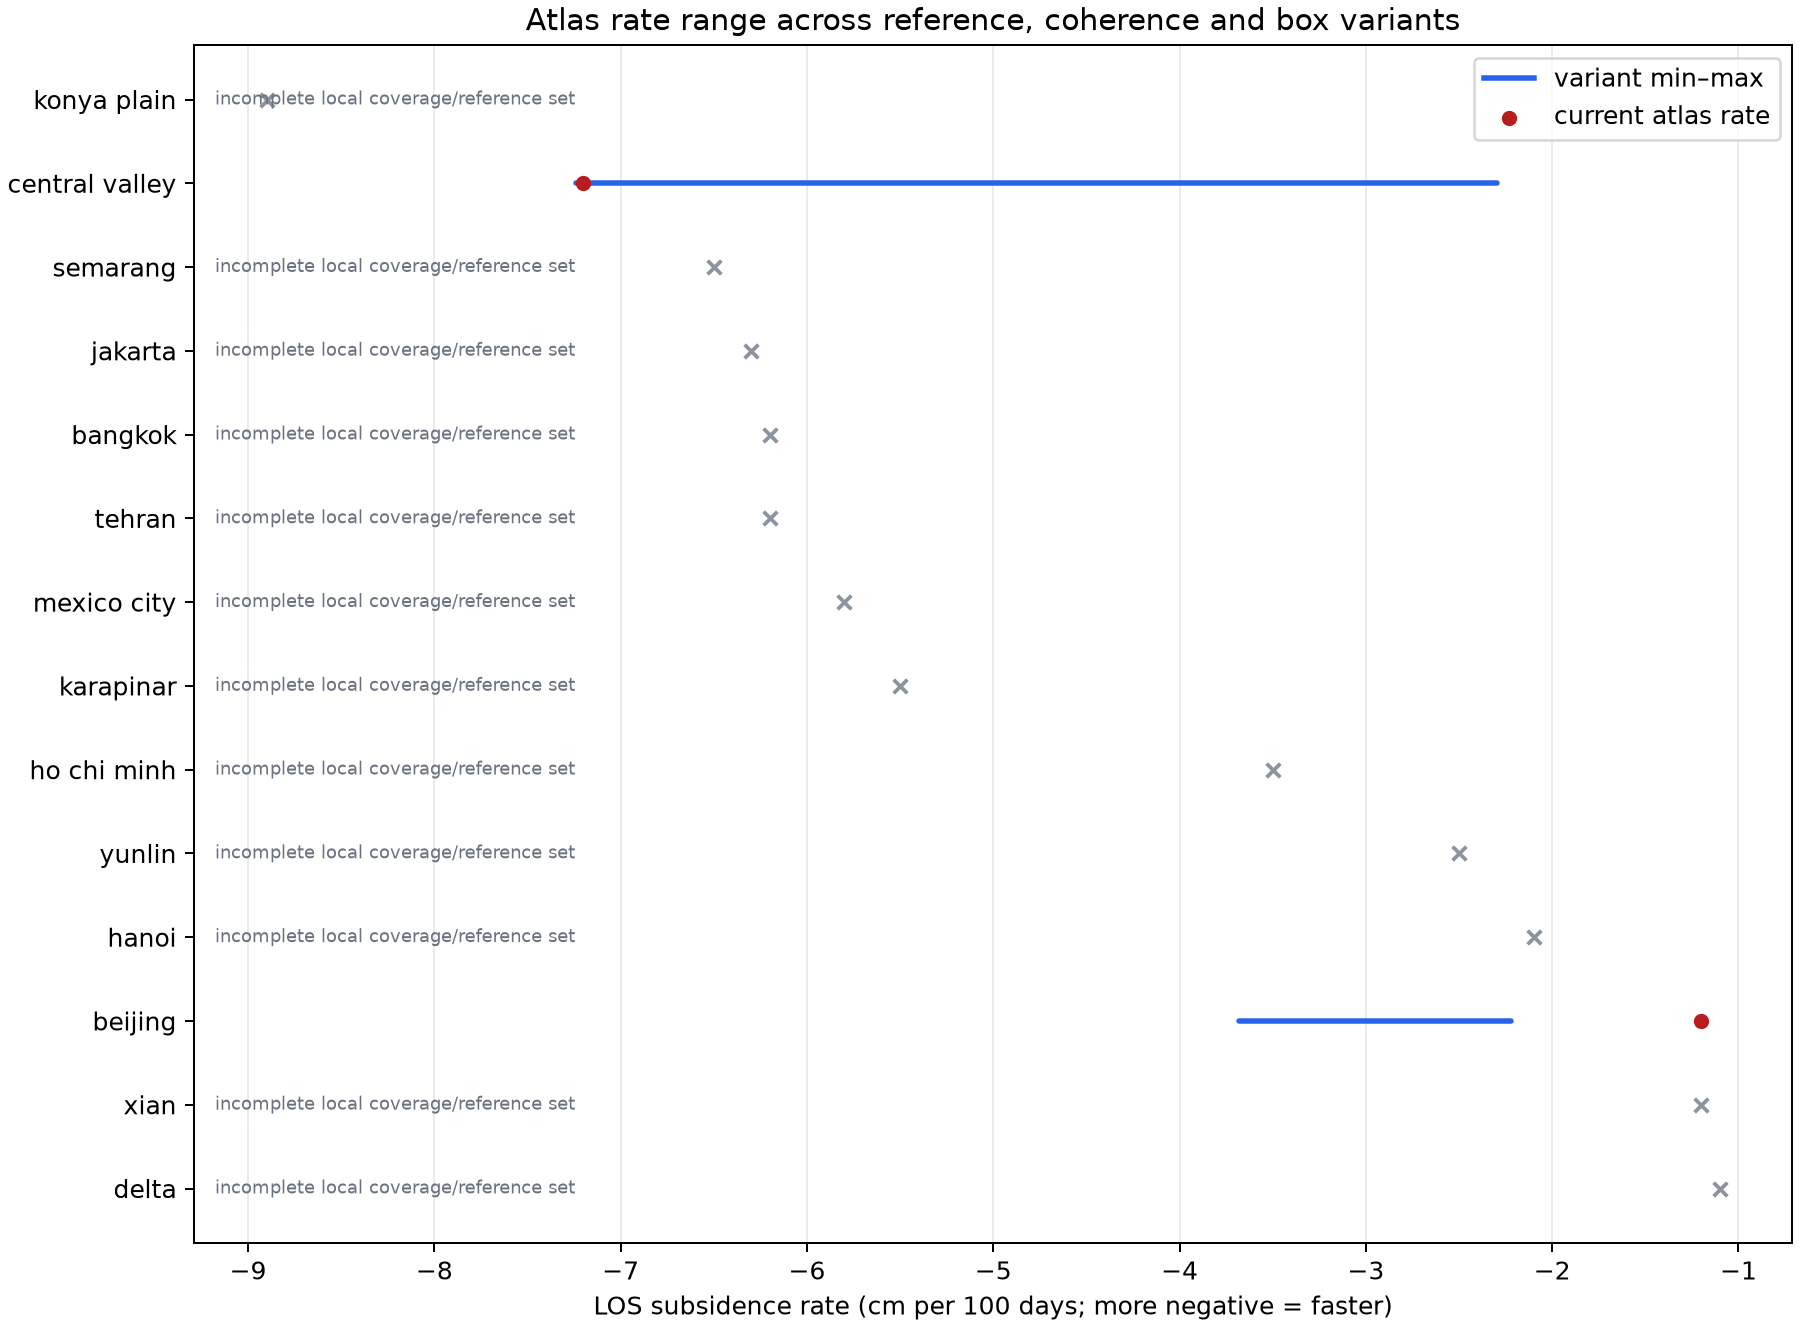 Atlas rate range across reference, coherence and box variants
variant min–max
current atlas rate
konya plain incomplete local coverage/reference set
central valley
semarang incomplete local coverage/reference set
jakarta incomplete local coverage/reference set
bangkok incomplete local coverage/reference set
tehran incomplete local coverage/reference set
mexico city incomplete local coverage/reference set
karapinar incomplete local coverage/reference set
ho chi minh incomplete local coverage/reference set
yunlin incomplete local coverage/reference set
hanoi incomplete local coverage/reference set
beijing
xian incomplete local coverage/reference set
delta incomplete local coverage/reference set
−9 −8 −7 −6 −5 −4 −3 −2 −1
LOS subsidence rate (cm per 100 days; more negative = faster)